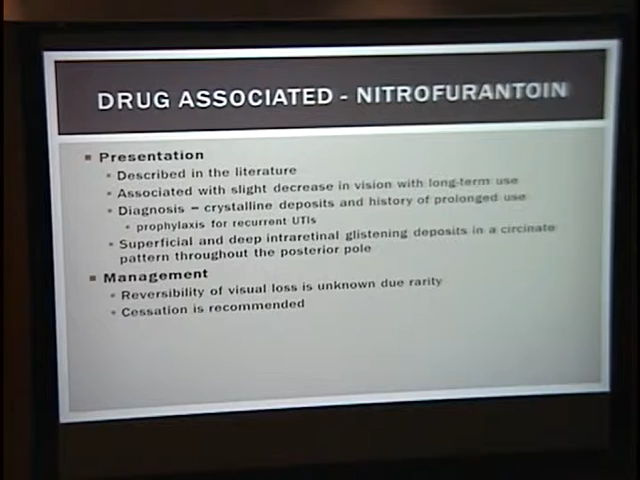 DRUG ASSOCIATED - NITROFURANTOIN
▪ Presentation
• Described in the literature
• Associated with slight decrease in vision with long-term use
• Diagnosis – crystalline deposits and history of prolonged use
• prophylaxis for recurrent UTIs
• Superficial and deep intraretinal glistening deposits in a circinate
pattern throughout the posterior pole
▪ Management
• Reversibility of visual loss is unknown due rarity
• Cessation is recommended